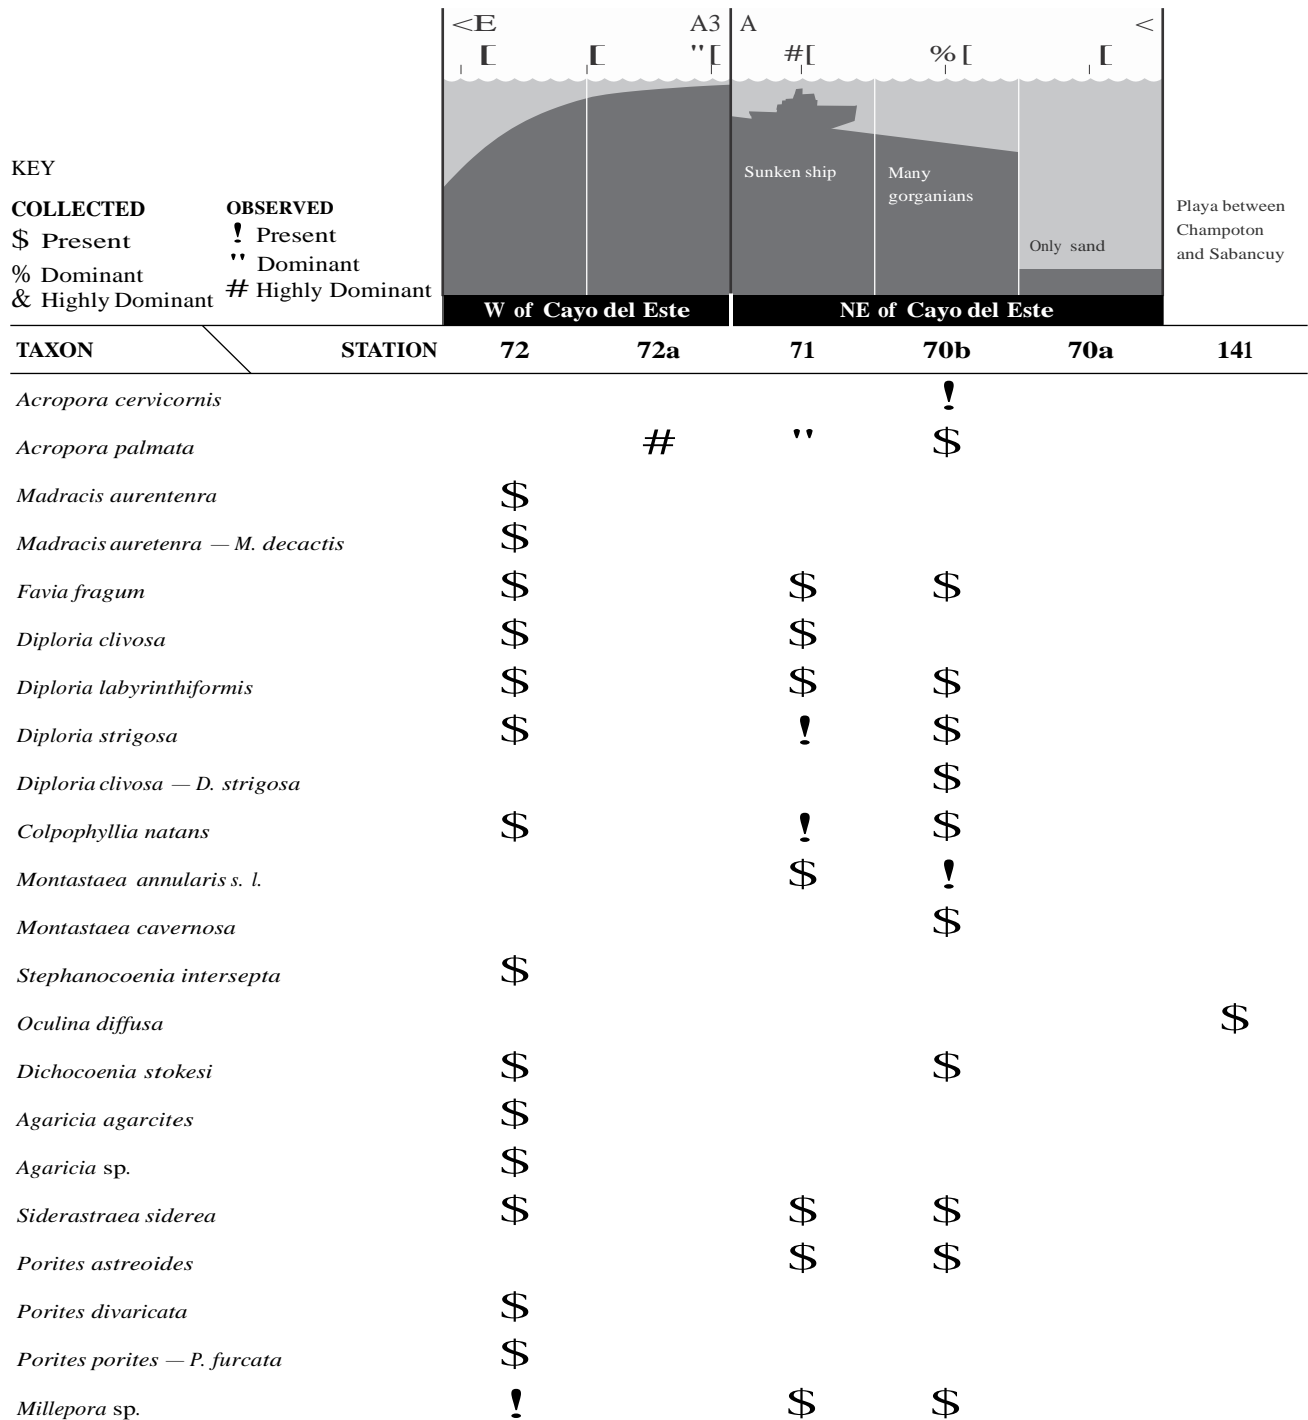 <E A3 A <
[ [ "[ #[ %[ [
KEY
COLLECTED OBSERVED
$ Present ! Present
% Dominant " Dominant
& Highly Dominant # Highly Dominant
Sunken ship
Many
gorganians
Only sand
Playa between
Champoton
and Sabancuy
W of Cayo del Este NE of Cayo del Este
TAXON STATION 72 72a 71 70b 70a 141
Acropora cervicornis !
Acropora palmata # " $
Madracis aurentenra $
Madracis auretenra — M. decactis $
Favia fragum $ $ $
Diploria clivosa $ $
Diploria labyrinthiformis $ $ $
Diploria strigosa $ ! $
Diploria clivosa — D. strigosa $
Colpophyllia natans $ ! $
Montastaea annularis s. l. $ !
Montastaea cavernosa $
Stephanocoenia intersepta $
Oculina diffusa $
Dichocoenia stokesi $ $
Agaricia agarcites $
Agaricia sp. $
Siderastraea siderea $ $ $
Porites astreoides $ $
Porites divaricata $
Porites porites — P. furcata $
Millepora sp. ! $ $